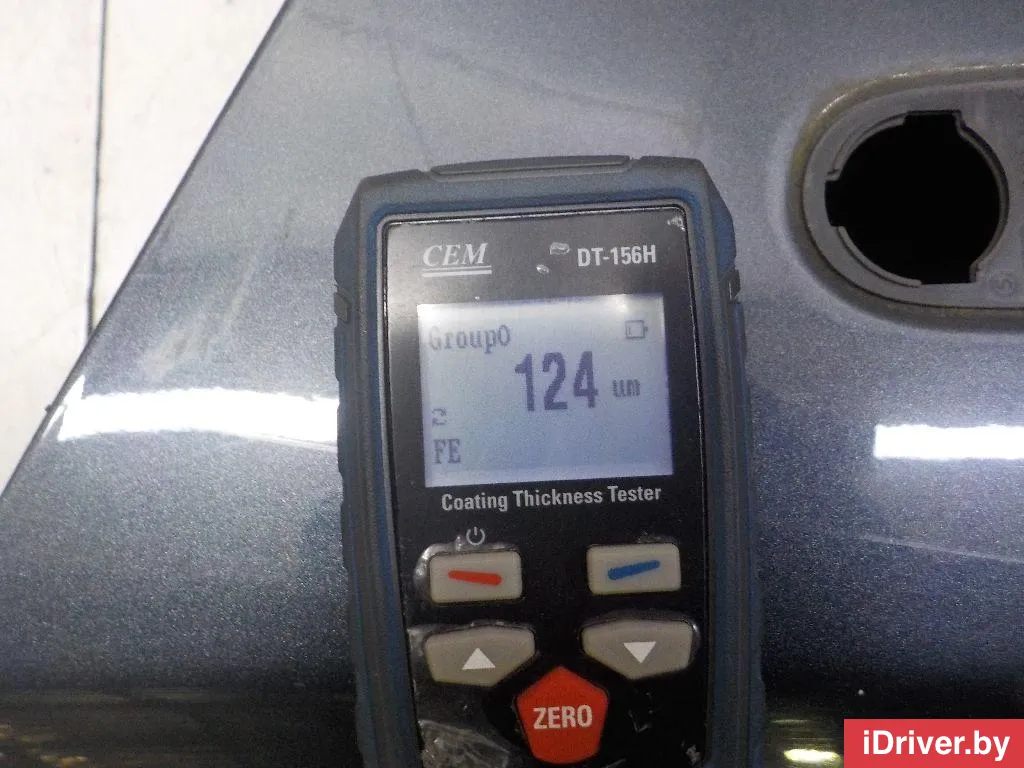 CEM
DT-156H
Group0
124 um
FE
Coating Thickness Tester
ZERO
iDriver.by